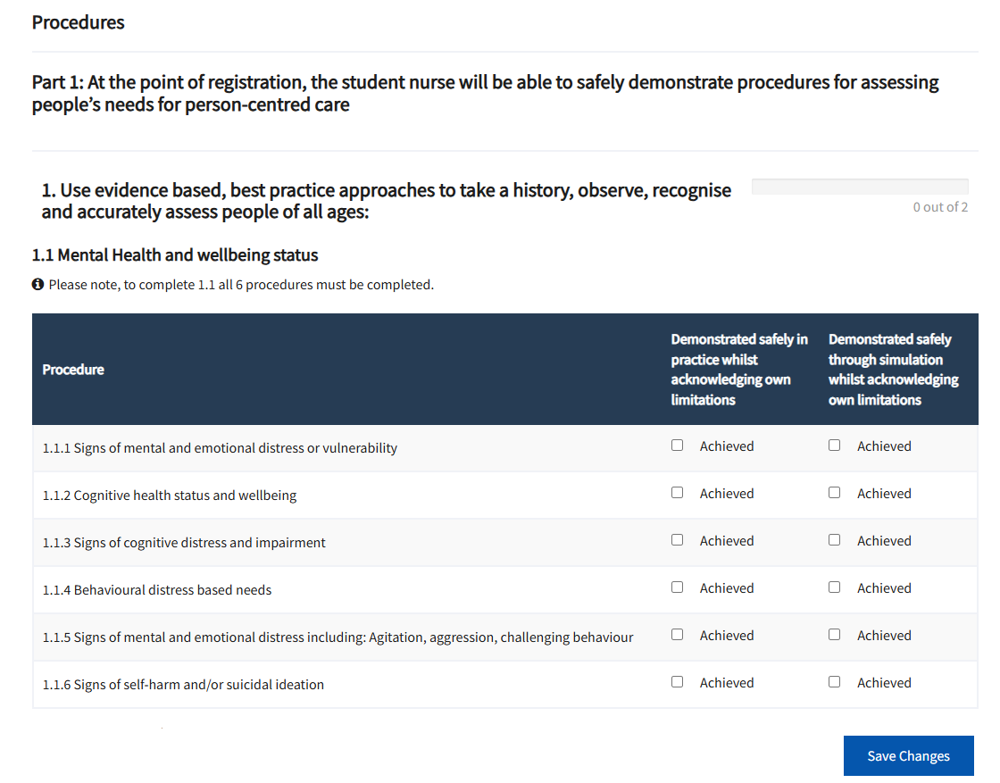 Procedures
Part 1: At the point of registration, the student nurse will be able to safely demonstrate procedures for assessing
people’s needs for person-centred care
1. Use evidence based, best practice approaches to take a history, observe, recognise
and accurately assess people of all ages:
0 out of 2
1.1 Mental Health and wellbeing status
Please note, to complete 1.1 all 6 procedures must be completed.
Procedure
Demonstrated safely in
practice whilst
acknowledging own
limitations
Demonstrated safely
through simulation
whilst acknowledging
own limitations
1.1.1 Signs of mental and emotional distress or vulnerability Achieved Achieved
1.1.2 Cognitive health status and wellbeing Achieved Achieved
1.1.3 Signs of cognitive distress and impairment Achieved Achieved
1.1.4 Behavioural distress based needs Achieved Achieved
1.1.5 Signs of mental and emotional distress including: Agitation, aggression, challenging behaviour Achieved Achieved
1.1.6 Signs of self-harm and/or suicidal ideation Achieved Achieved
Save Changes